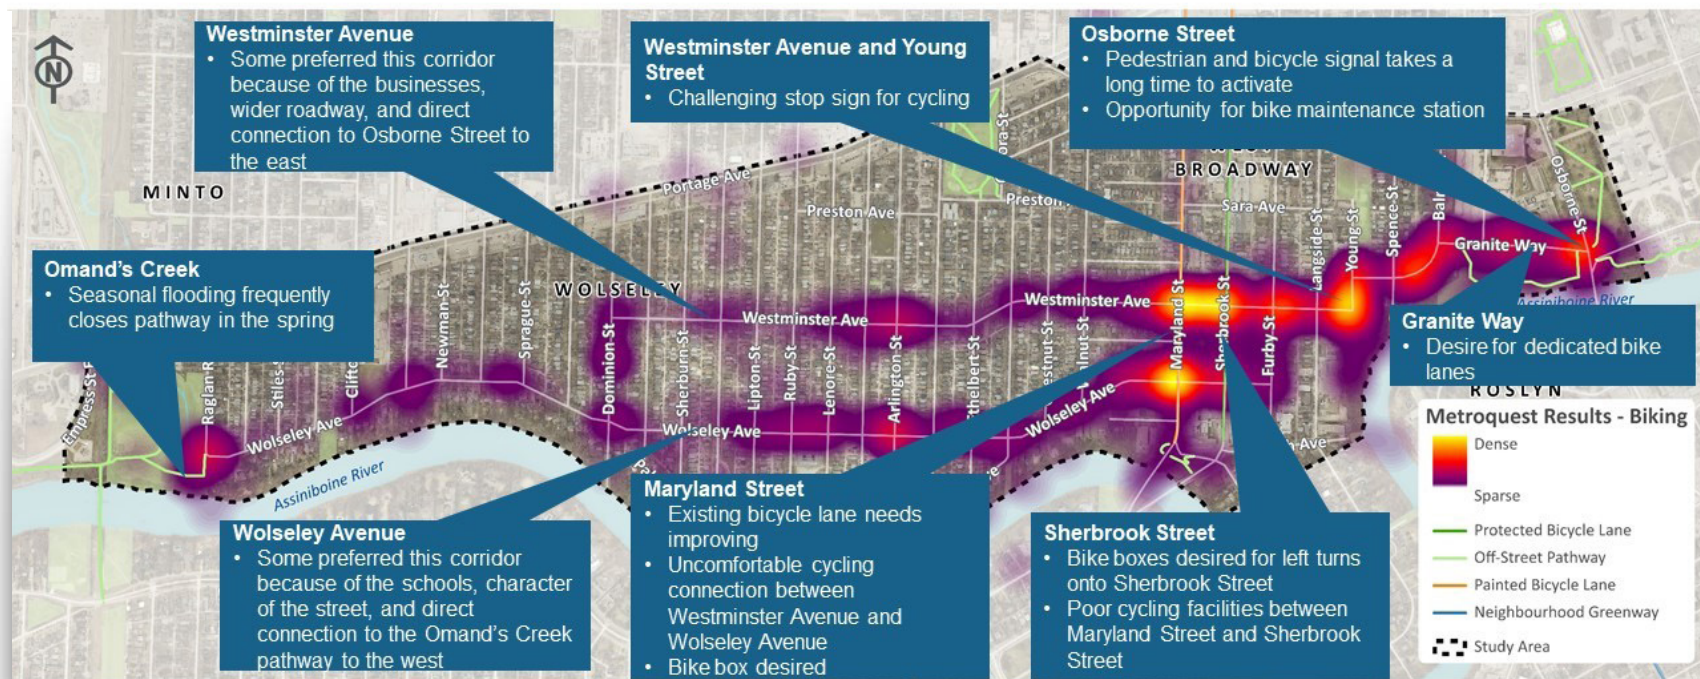 Westminster Avenue
• Some preferred this corridor
because of the businesses,
wider roadway, and direct
connection to Osborne Street to
the east
Westminster Avenue and Young
Street
• Challenging stop sign for cycling
Osborne Street
• Pedestrian and bicycle signal takes a
long time to activate
• Opportunity for bike maintenance station
N
MINTO
Portage Ave
Preston Ave
BROADWAY
Sara Ave
Osborne St
Langside St
Young St
Spence St
Granite Way
Omand's Creek
• Seasonal flooding frequently
closes pathway in the spring
WOLSELEY
Newman St
Sprague St
Dominion St
Sherburn St
Westminster Ave
Westminster Ave
Maryland St
Sherbrook St
Furby St
Assiniboine River
Granite Way
• Desire for dedicated bike
lanes
ROSLYN
Lipton St
Ruby St
Lenore St
Arlington St
Wolseley Ave
Wolseley Ave
Wolseley Ave
Assiniboine River
Wolseley Avenue
• Some preferred this corridor
because of the schools, character
of the street, and direct
connection to the Omand's Creek
pathway to the west
Maryland Street
• Existing bicycle lane needs
improving
• Uncomfortable cycling
connection between
Westminster Avenue and
Wolseley Avenue
• Bike box desired
Sherbrook Street
• Bike boxes desired for left turns
onto Sherbrook Street
• Poor cycling facilities between
Maryland Street and Sherbrook
Street
Metroquest Results - Biking
Dense
Sparse
Protected Bicycle Lane
Off-Street Pathway
Painted Bicycle Lane
Neighbourhood Greenway
Study Area